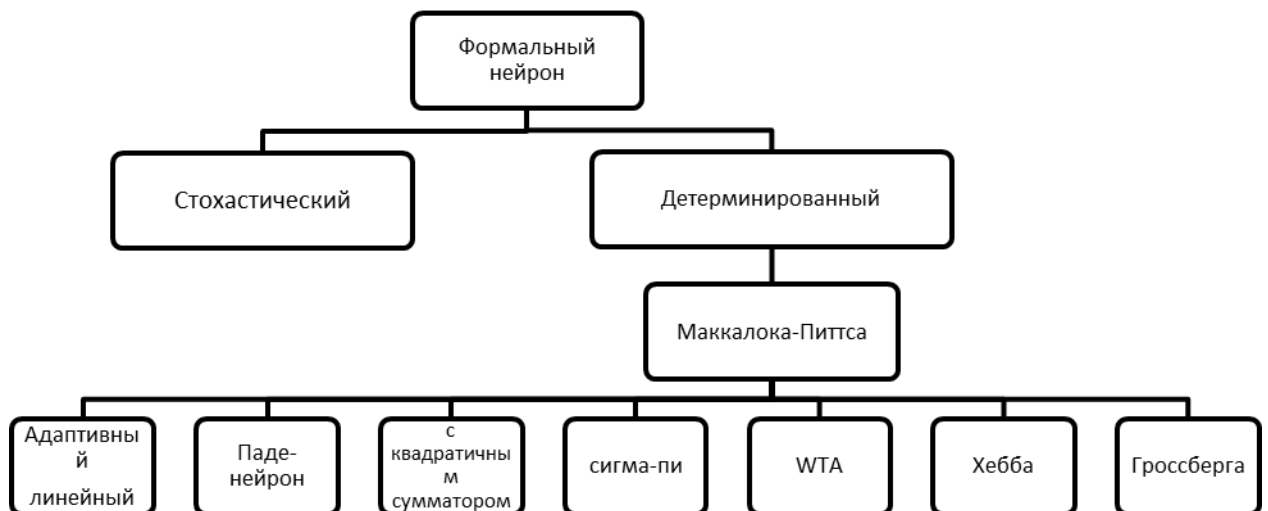 Формальный
нейрон
Стохастический
Детерминированный
Маккалока-Питтса
Адаптивны
й
линейный
Паде-
нейрон
с
квадратичны
м
сумматором
сигма-пи
WTA
Хебба
Гроссберга